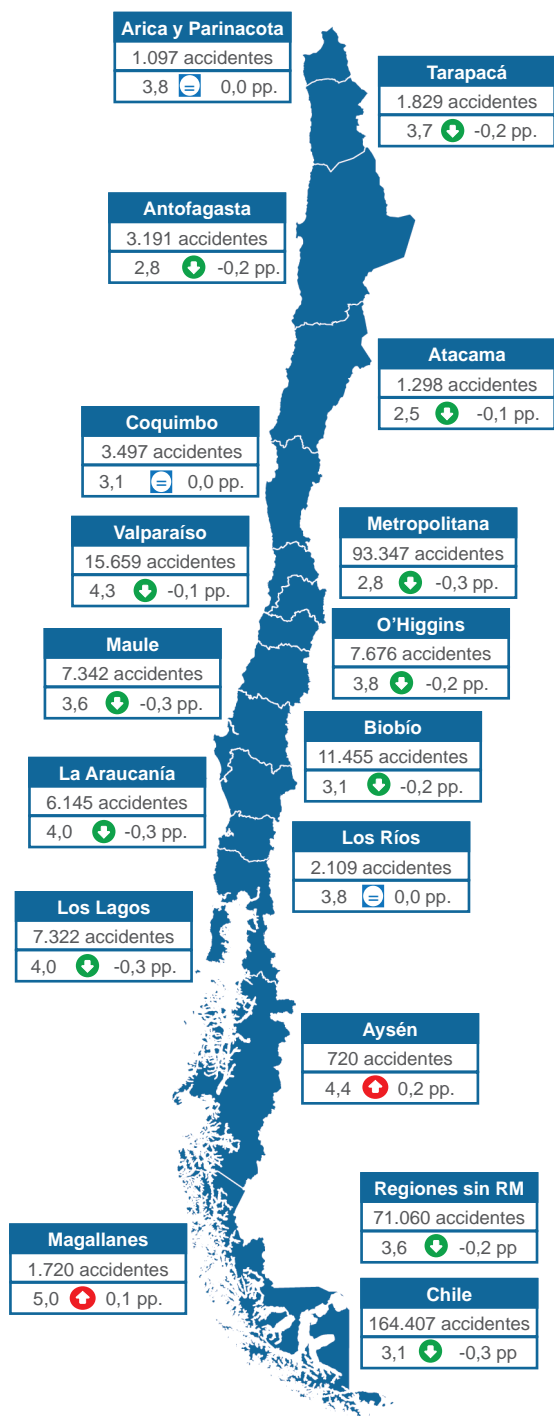 Arica y Parinacota
1.097 accidentes
3,8 = 0,0 pp.
Tarapacá
1.829 accidentes
3,7 -0,2 pp.
Antofagasta
3.191 accidentes
2,8 -0,2 pp.
Atacama
1.298 accidentes
2,5 -0,1 pp.
Coquimbo
3.497 accidentes
3,1 = 0,0 pp.
Valparaíso
15.659 accidentes
4,3 -0,1 pp.
Metropolitana
93.347 accidentes
2,8 -0,3 pp.
O’Higgins
7.676 accidentes
3,8 -0,2 pp.
Maule
7.342 accidentes
3,6 -0,3 pp.
Biobío
11.455 accidentes
3,1 -0,2 pp.
La Araucanía
6.145 accidentes
4,0 -0,3 pp.
Los Ríos
2.109 accidentes
3,8 = 0,0 pp.
Los Lagos
7.322 accidentes
4,0 -0,3 pp.
Aysén
720 accidentes
4,4 0,2 pp.
Regiones sin RM
71.060 accidentes
3,6 -0,2 pp
Magallanes
1.720 accidentes
5,0 0,1 pp.
Chile
164.407 accidentes
3,1 -0,3 pp